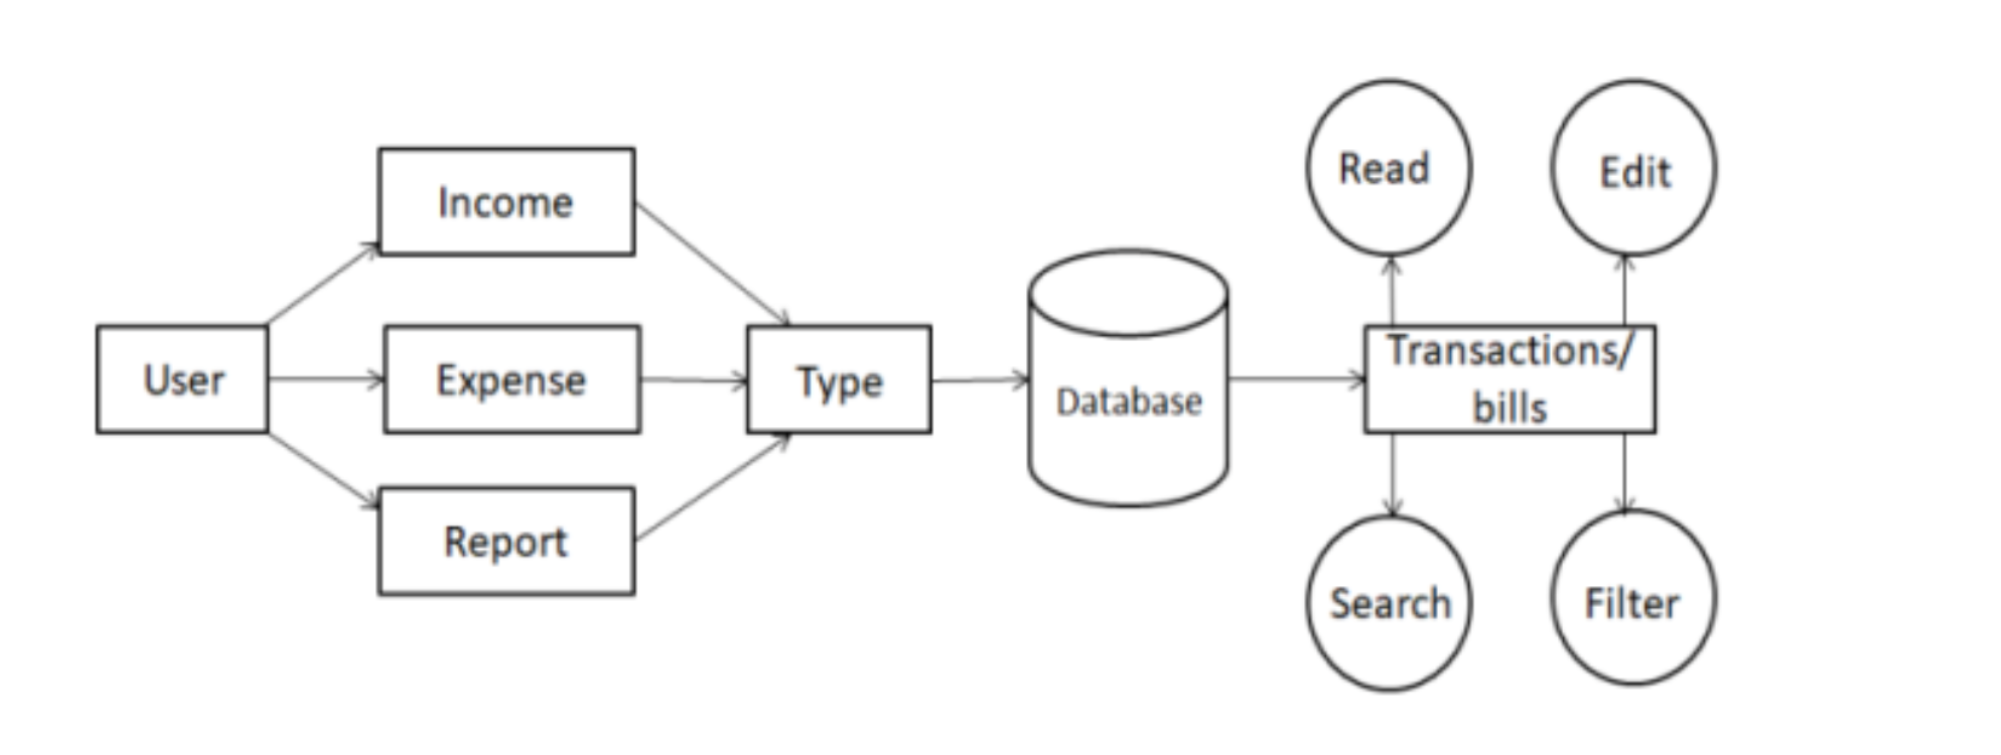 Income
User
Expense
Type
Report
Database
Read
Edit
Transactions/
bills
Search
Filter